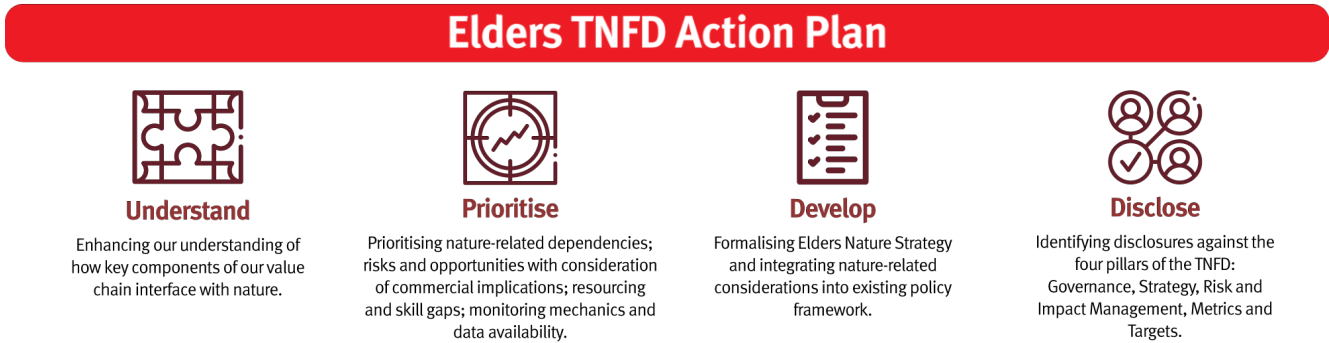 Elders TNFD Action Plan
Understand
Enhancing our understanding of
how key components of our value
chain interface with nature.
Prioritise
Prioritising nature-related dependencies;
risks and opportunities with consideration
of commercial implications; resourcing
and skill gaps; monitoring mechanics and
data availability.
Develop
Formalising Elders Nature Strategy
and integrating nature-related
considerations into existing policy
framework.
Disclose
Identifying disclosures against the
four pillars of the TNFD:
Governance, Strategy, Risk and
Impact Management, Metrics and
Targets.